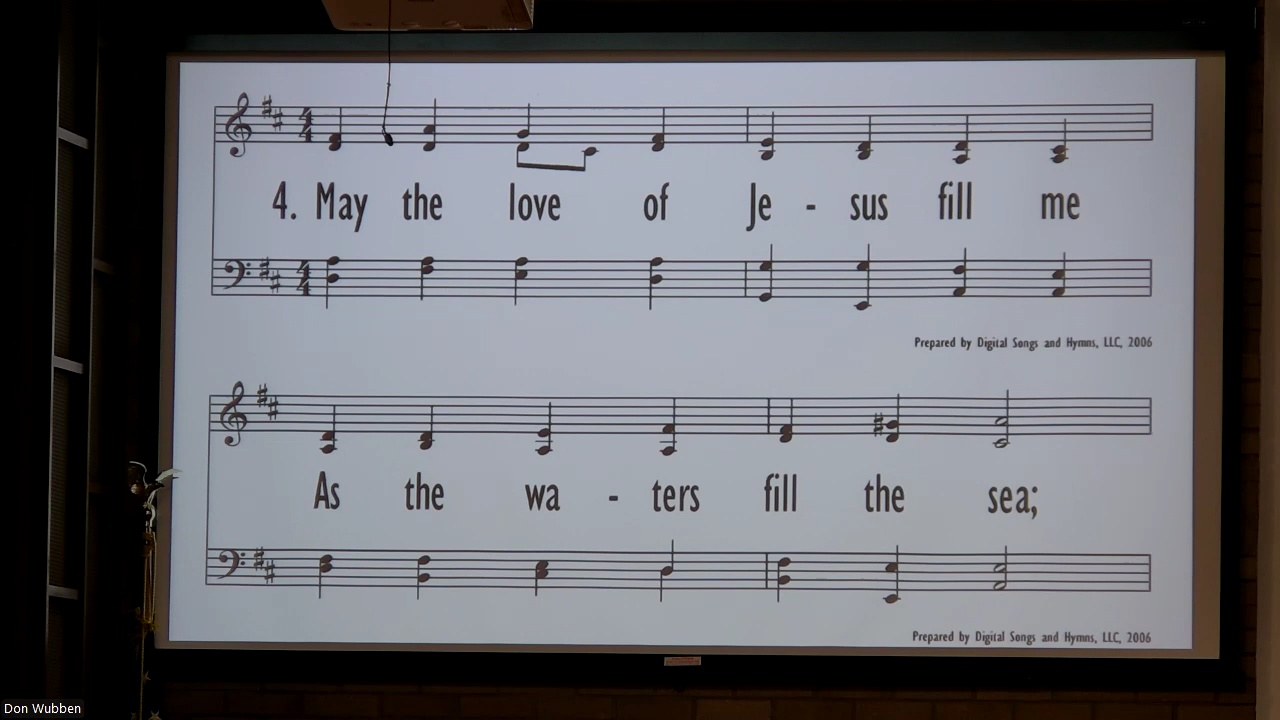 4. May the love of Je - sus fill me
Prepared by Digital Songs and Hymns, LLC, 2006
As the wa - ters fill the sea;
Prepared by Digital Songs and Hymns, LLC, 2006
Don Wubben